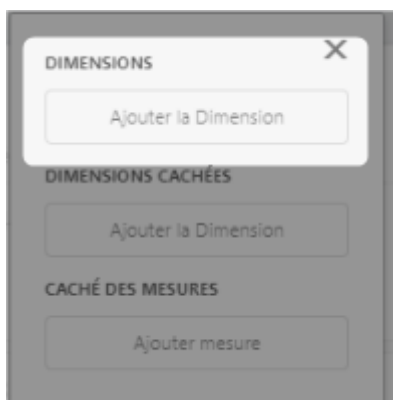 DIMENSIONS
Ajouter la Dimension
DIMENSIONS CACHÉES
Ajouter la Dimension
CACHÉ DES MESURES
Ajouter mesure